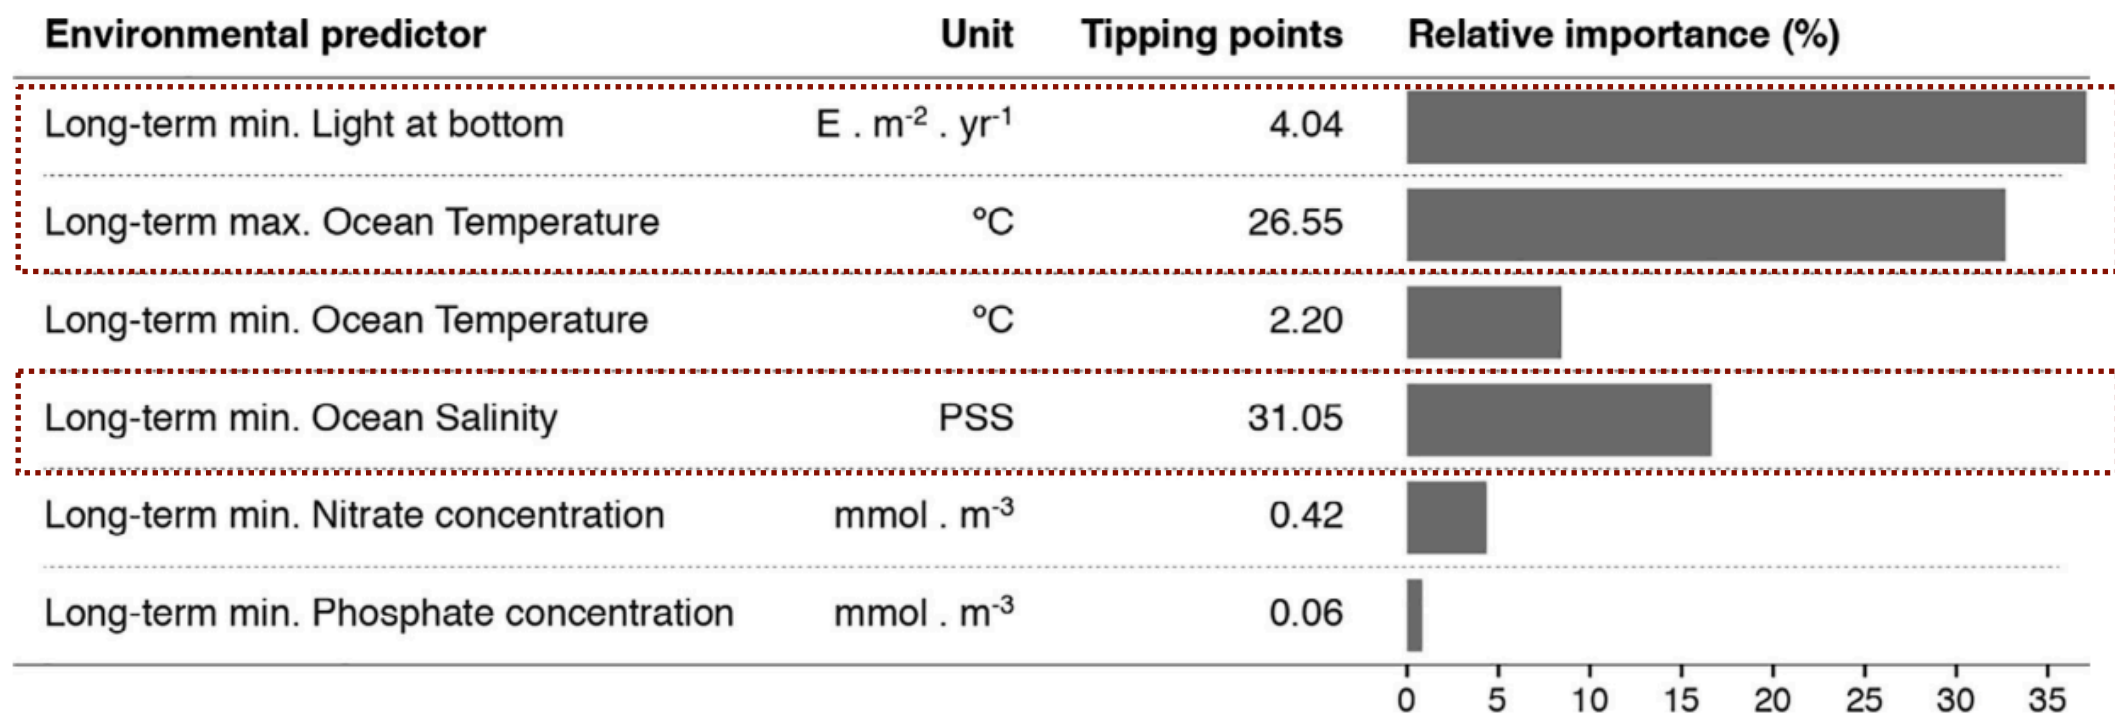 Environmental predictor Unit Tipping points Relative importance (%)
Long-term min. Light at bottom E . m⁻² . yr⁻¹ 4.04
Long-term max. Ocean Temperature °C 26.55
Long-term min. Ocean Temperature °C 2.20
Long-term min. Ocean Salinity PSS 31.05
Long-term min. Nitrate concentration mmol . m⁻³ 0.42
Long-term min. Phosphate concentration mmol . m⁻³ 0.06
0 5 10 15 20 25 30 35